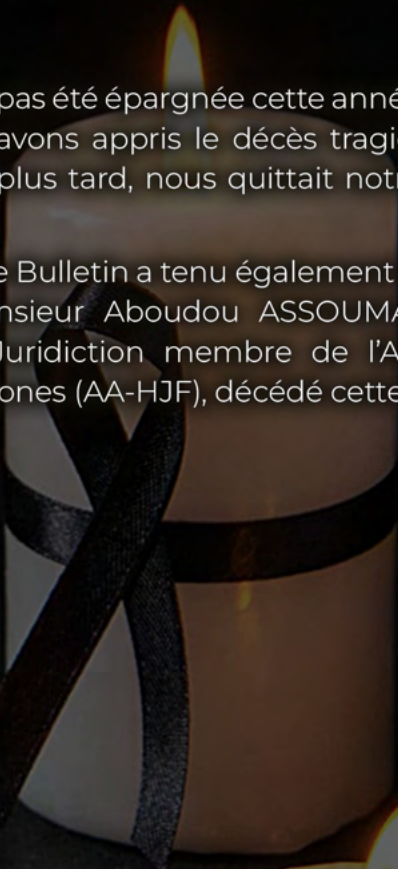 pas été épargnée cette anné
avons appris le décès tragi
plus tard, nous quittait notr
e Bulletin a tenu également
nsieur Aboudou ASSOUMA
Juridiction membre de l'A
ones (AA-HJF), décédé cette